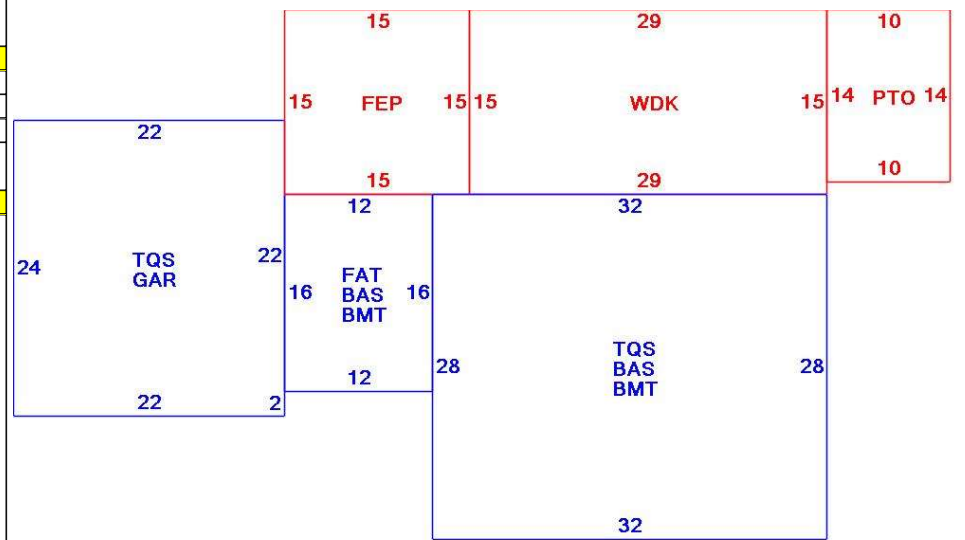 15 29 10
15 FEP 15 15 WDK 15 14 PTO 14
22
15 29 10
12 32
24 TQS GAR 22
16 FAT BAS BMT 16
28 TQS BAS BMT 28
12
22 2
32